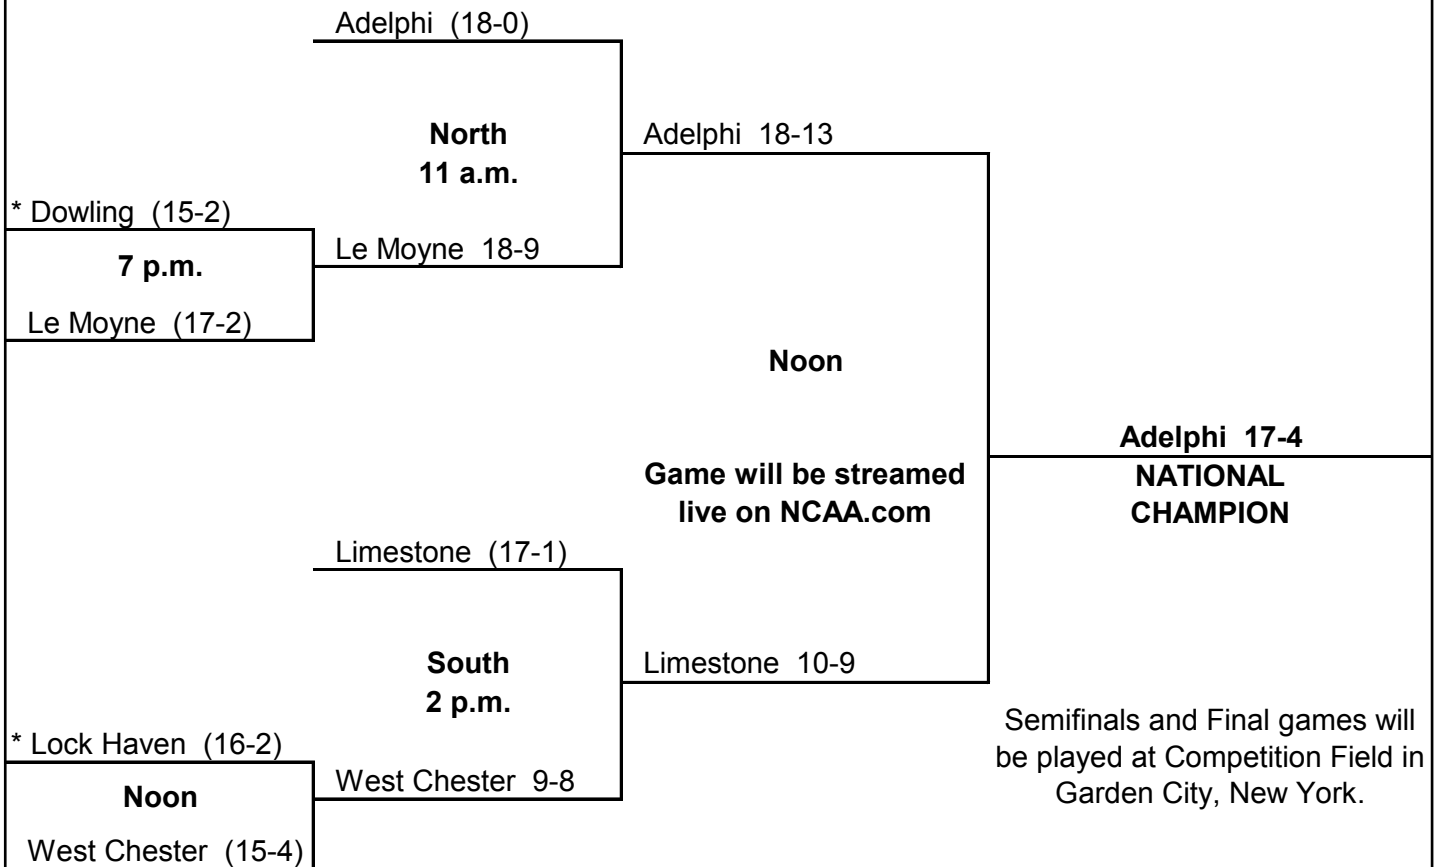 Adelphi (18-0)
North
11 a.m.
Adelphi 18-13
* Dowling (15-2)
7 p.m.
Le Moyne 18-9
Le Moyne (17-2)
Noon
Adelphi 17-4
NATIONAL
CHAMPION
Game will be streamed
live on NCAA.com
Limestone (17-1)
South
2 p.m.
Limestone 10-9
* Lock Haven (16-2)
Noon
West Chester 9-8
West Chester (15-4)
Semifinals and Final games will
be played at Competition Field in
Garden City, New York.